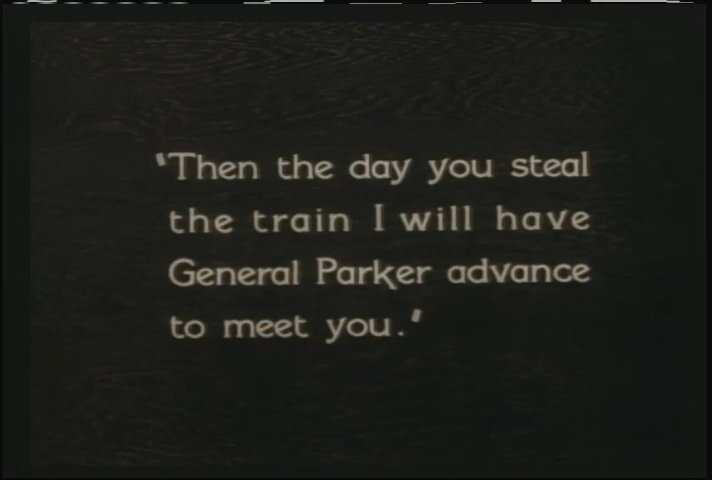 "Then the day you steal
the train I will have
General Parker advance
to meet you."